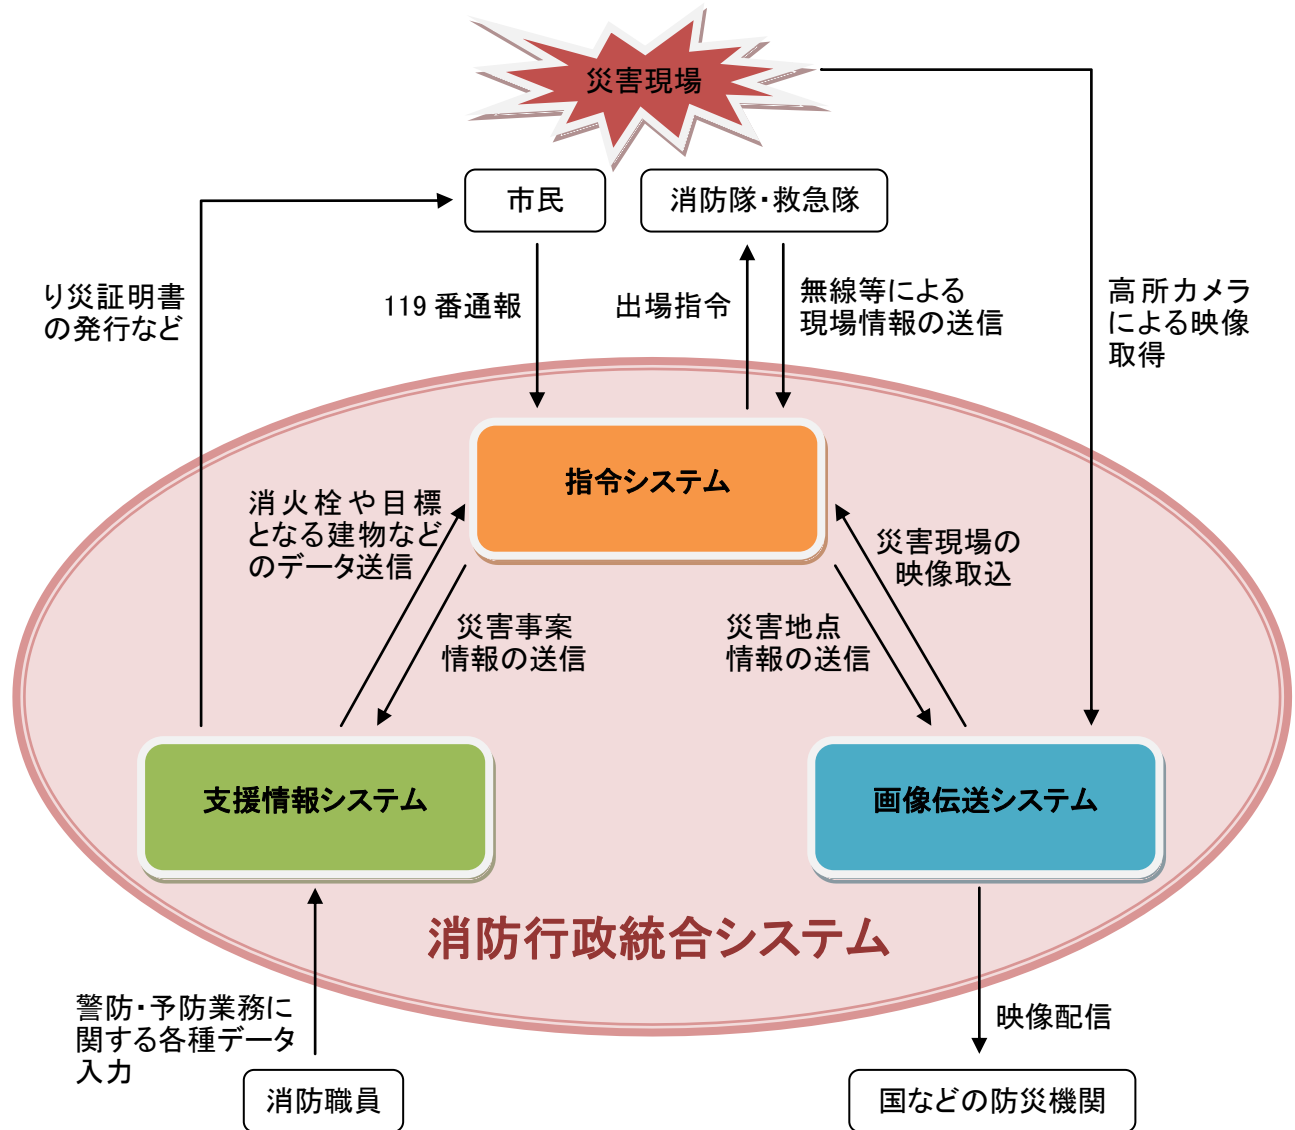 災害現場
市民
消防隊・救急隊
り災証明書
の発行など
119 番通報
出場指令
無線等による
現場情報の送信
高所カメラ
による映像
取得
指令システム
消火栓や目標
となる建物など
のデータ送信
災害現場の
映像取込
災害事案
情報の送信
災害地点
情報の送信
支援情報システム
画像伝送システム
消防行政統合システム
警防・予防業務に
関する各種データ
入力
映像配信
消防職員
国などの防災機関